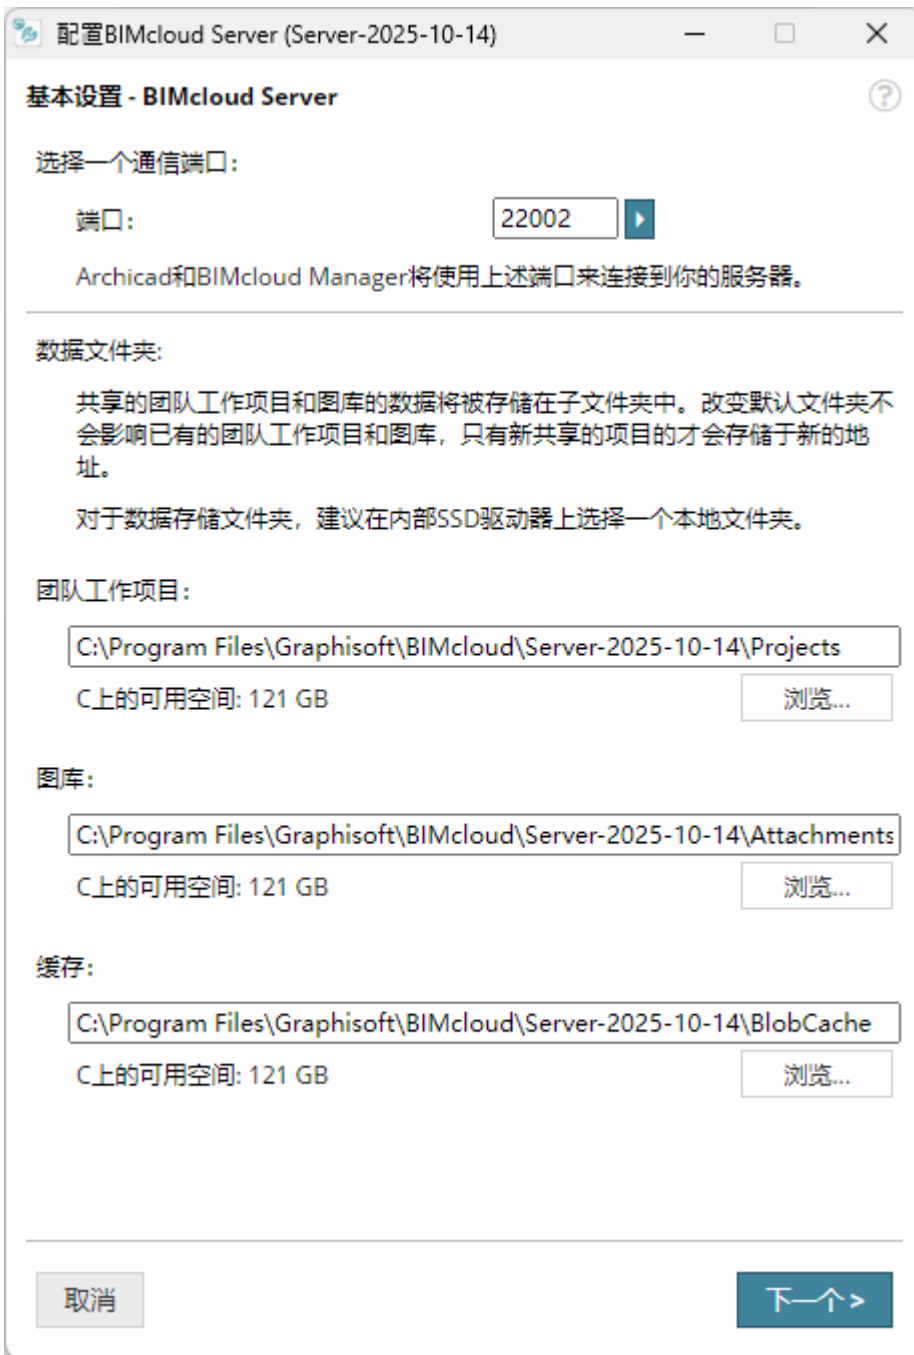 配置BIMcloud Server (Server-2025-10-14)
基本设置 - BIMcloud Server
?
选择一个通信端口：
端口：
22002
Archicad和BIMcloud Manager将使用上述端口来连接到你的服务器。
数据文件夹:
共享的团队工作项目和图库的数据将被存储在子文件夹中。改变默认文件夹不
会影响已有的团队工作项目和图库，只有新共享的项目的才会存储于新的地
址。
对于数据存储文件夹，建议在内部SSD驱动器上选择一个本地文件夹。
团队工作项目：
C:\Program Files\Graphisoft\BIMcloud\Server-2025-10-14\Projects
C上的可用空间: 121 GB
浏览...
图库：
C:\Program Files\Graphisoft\BIMcloud\Server-2025-10-14\Attachments
C上的可用空间: 121 GB
浏览...
缓存：
C:\Program Files\Graphisoft\BIMcloud\Server-2025-10-14\BlobCache
C上的可用空间: 121 GB
浏览...
取消
下一个 >